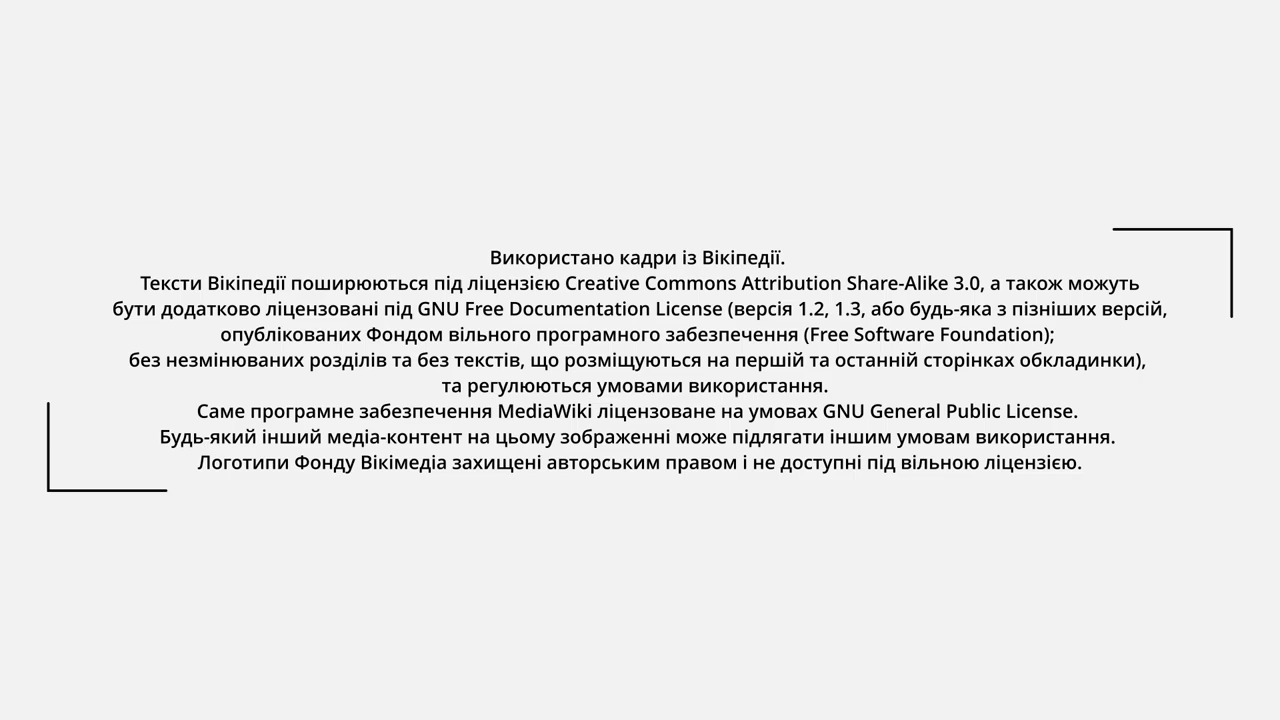 Використано кадри із Вікіпедії.
Тексти Вікіпедії поширюються під ліцензією Creative Commons Attribution Share-Alike 3.0, а також можуть
бути додатково ліцензовані під GNU Free Documentation License (версія 1.2, 1.3, або будь-яка з пізніших версій,
опублікованих Фондом вільного програмного забезпечення (Free Software Foundation);
без незмінюваних розділів та без текстів, що розміщуються на першій та останній сторінках обкладинки),
та регулюються умовами використання.
Саме програмне забезпечення MediaWiki ліцензоване на умовах GNU General Public License.
Будь-який інший медіа-контент на цьому зображенні може підлягати іншим умовам використання.
Логотипи Фонду Вікімедіа захищені авторським правом і не доступні під вільною ліцензією.